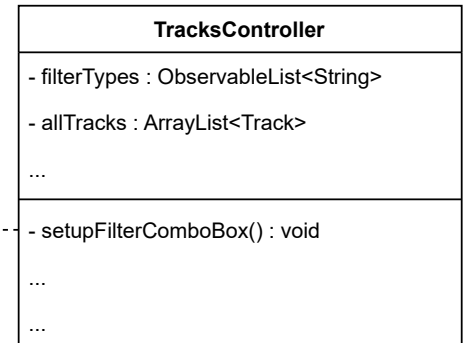 TracksController
- filterTypes : ObservableList<String>
- allTracks : ArrayList<Track>
...
- setupFilterComboBox() : void
...
...